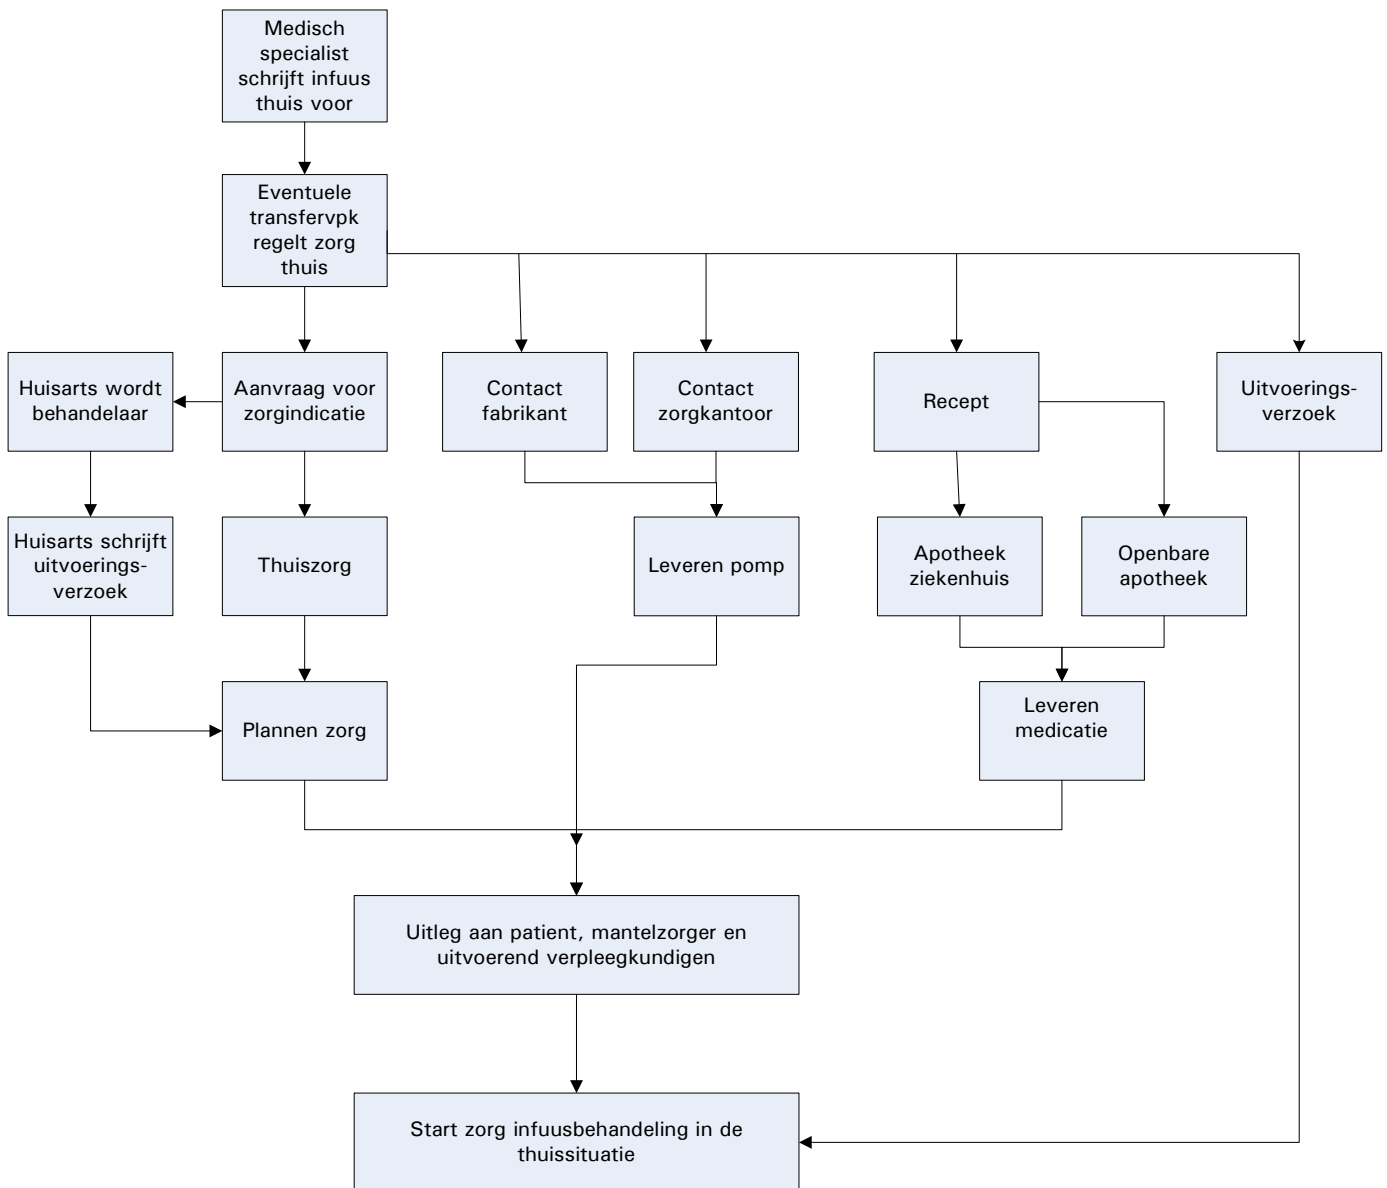 Medisch
specialist
schrijft infuus
thuis voor
Eventuele
transfervpk
regelt zorg
thuis
Huisarts wordt
behandelaar
Aanvraag voor
zorgindicatie
Contact
fabrikant
Contact
zorgkantoor
Recept
Uitvoerings-
verzoek
Huisarts schrijft
uitvoerings-
verzoek
Thuiszorg
Leveren pomp
Apotheek
ziekenhuis
Openbare
apotheek
Plannen zorg
Leveren
medicatie
Uitleg aan patient, mantelzorger en
uitvoerend verpleegkundigen
Start zorg infuusbehandeling in de
thuissituatie